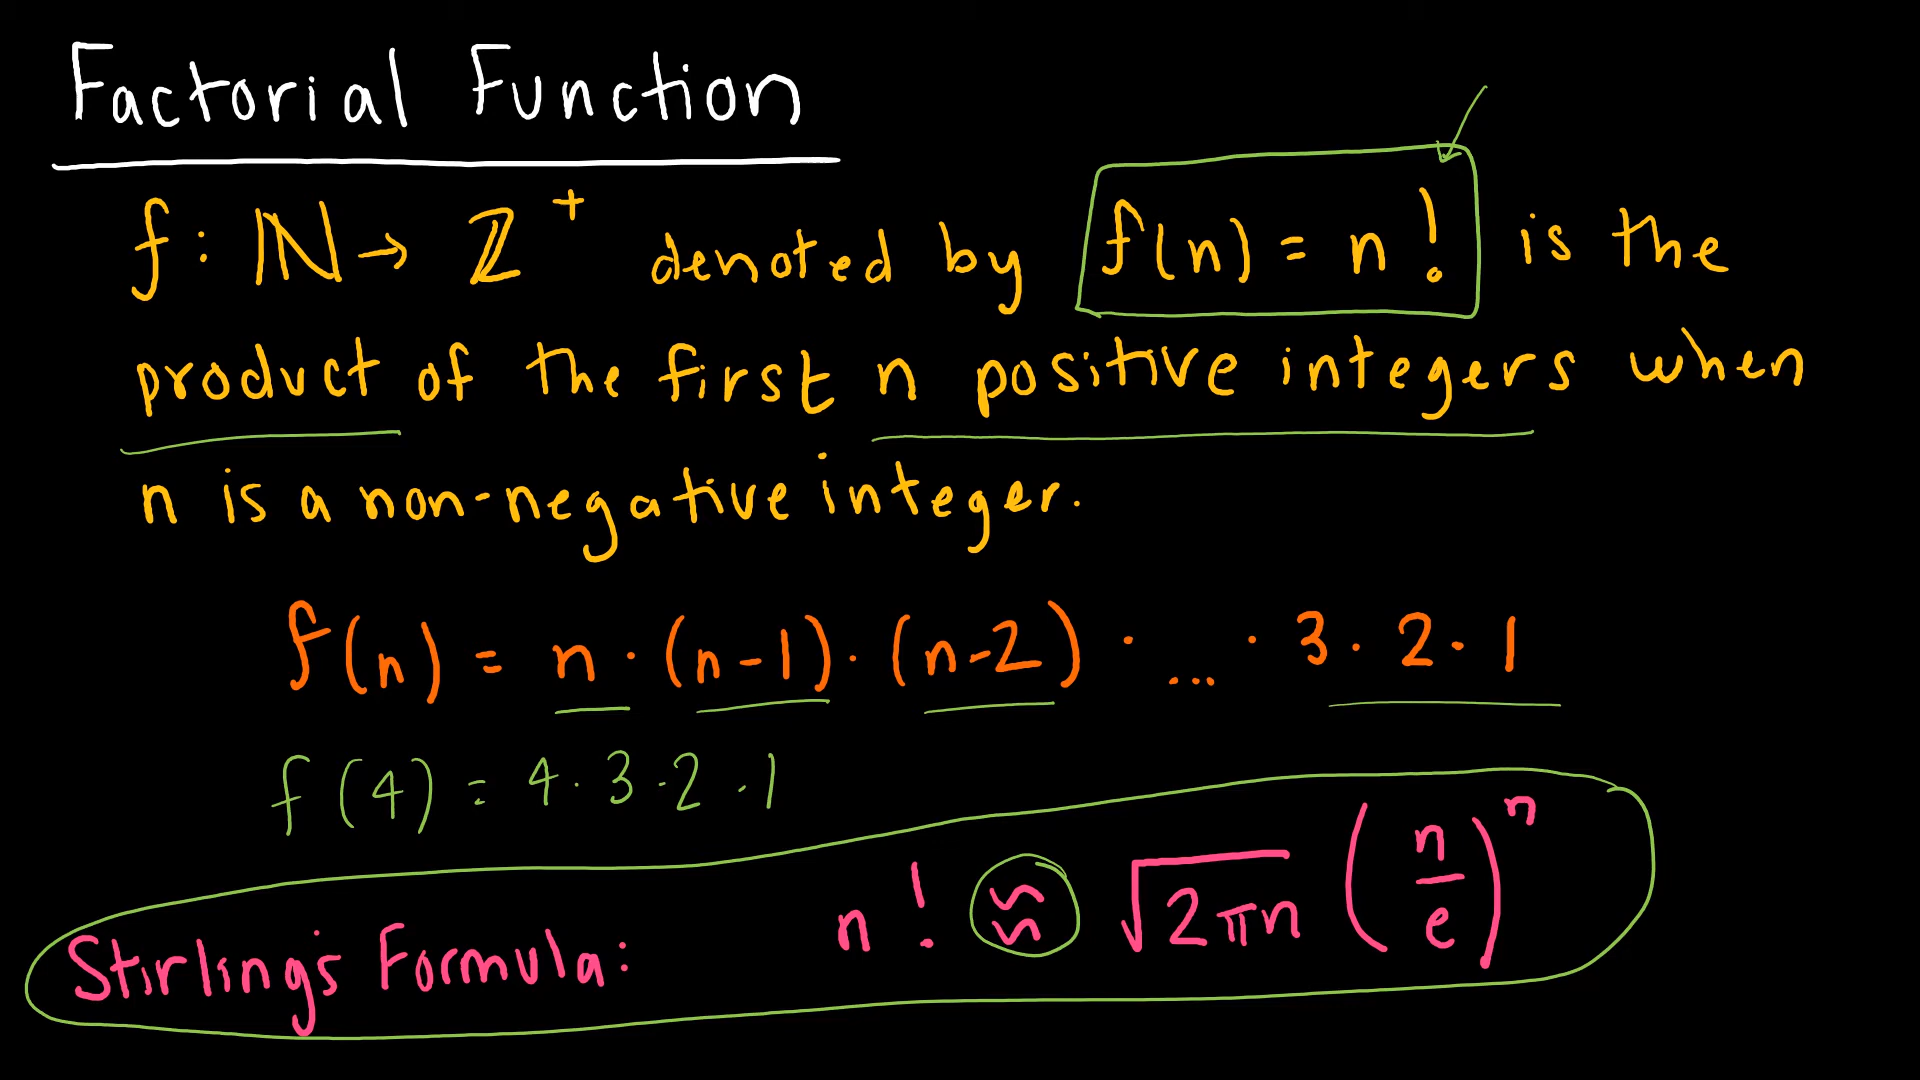 Factorial Function
f: ℕ → ℤ⁺ denoted by f(n) = n! is the
product of the first n positive integers when
n is a non-negative integer.
f(n) = n · (n-1) · (n-2) · ... · 3 · 2 · 1
f(4) = 4 · 3 · 2 · 1
Stirling's Formula: n! ≈ √(2πn) (n/e)ⁿ